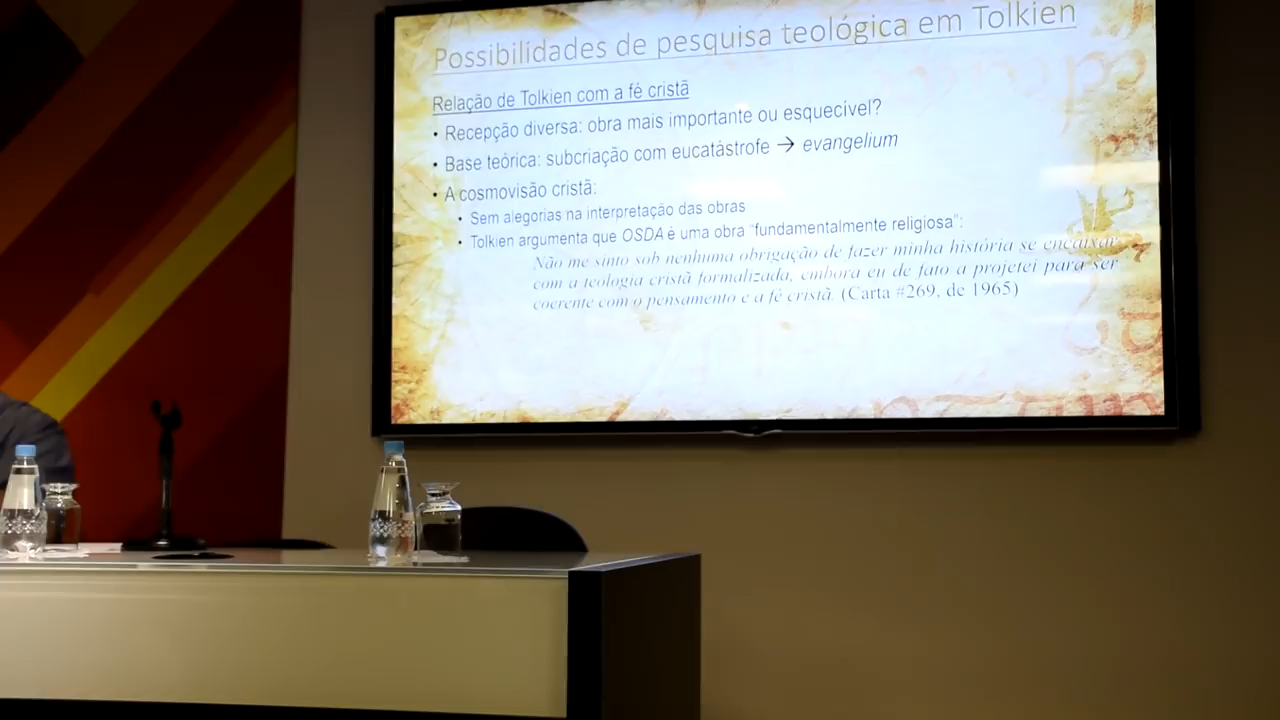 Possibilidades de pesquisa teológica em Tolkien
Relação de Tolkien com a fé cristã
• Recepção diversa: obra mais importante ou esquecível?
• Base teórica: subcriação com eucatástrofe → evangelium
• A cosmovisão cristã:
• Sem alegorias na interpretação das obras
• Tolkien argumenta que OSDA é uma obra "fundamentalmente religiosa":
Não me sinto sob nenhuma obrigação de fazer minha história se encaixar
com a teologia cristã formalizada, embora eu de fato a projetei para ser
coerente com o pensamento e a fé cristã. (Carta #269, de 1965)